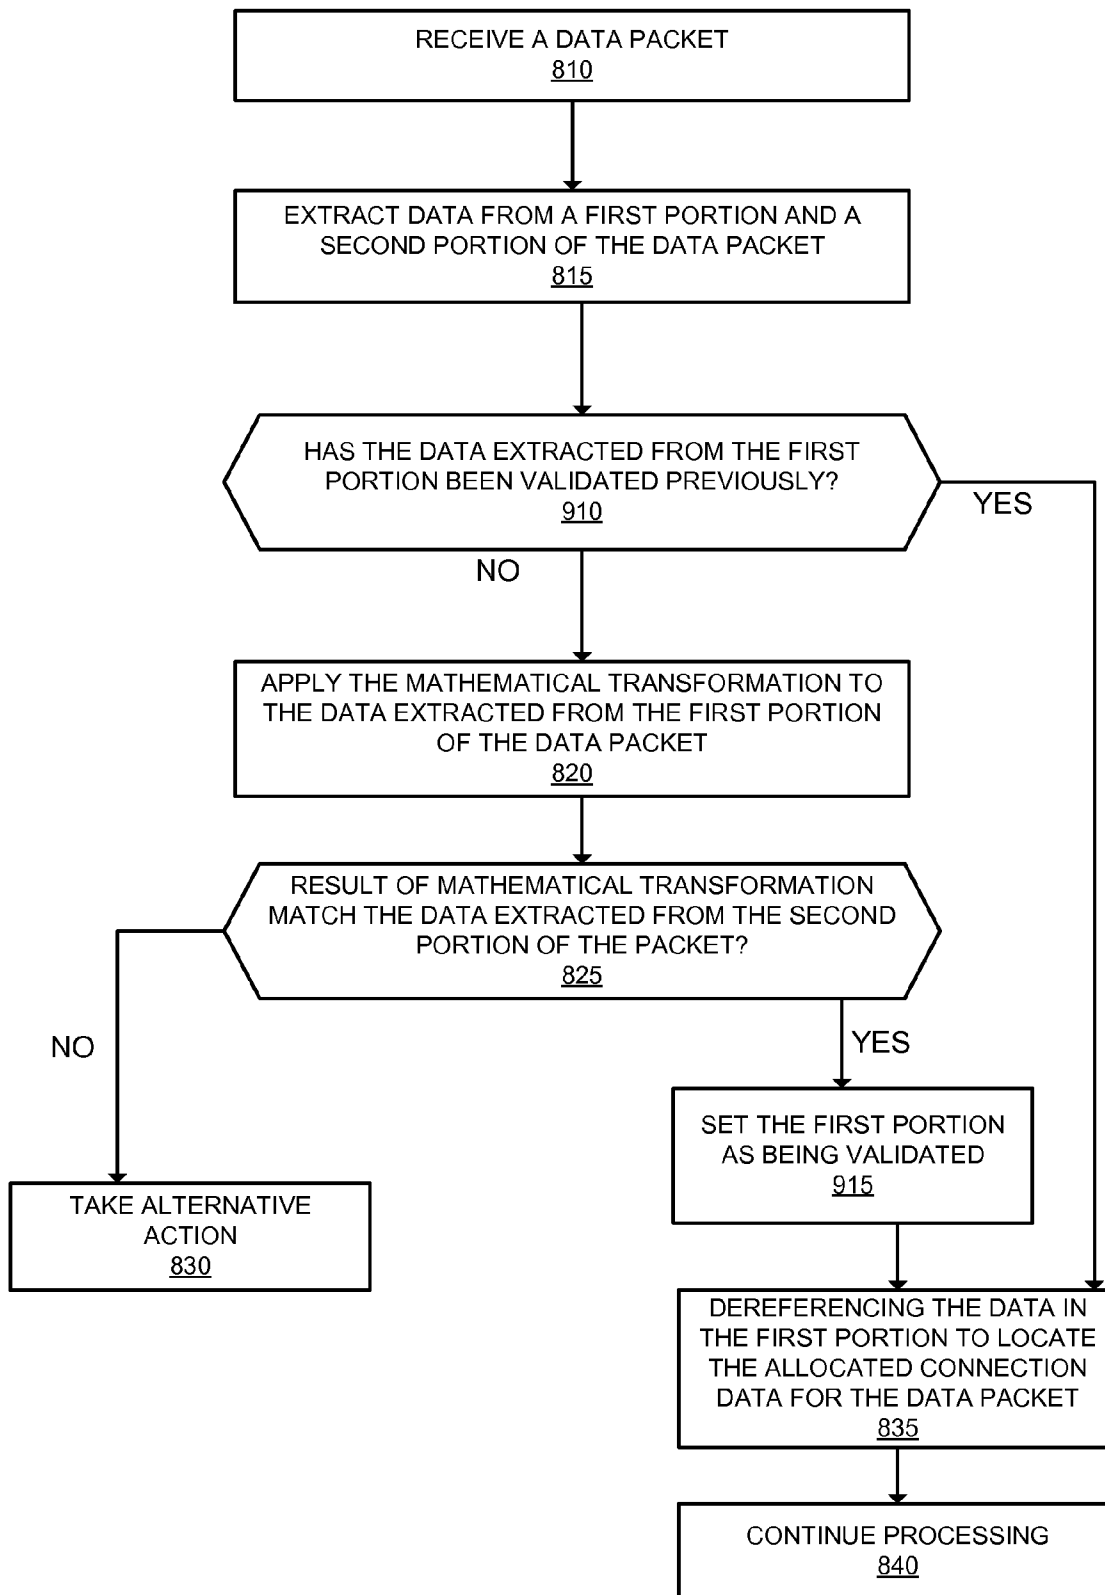 RECEIVE A DATA PACKET
810
EXTRACT DATA FROM A FIRST PORTION AND A
SECOND PORTION OF THE DATA PACKET
815
HAS THE DATA EXTRACTED FROM THE FIRST
PORTION BEEN VALIDATED PREVIOUSLY?
910
YES
NO
APPLY THE MATHEMATICAL TRANSFORMATION TO
THE DATA EXTRACTED FROM THE FIRST PORTION
OF THE DATA PACKET
820
RESULT OF MATHEMATICAL TRANSFORMATION
MATCH THE DATA EXTRACTED FROM THE SECOND
PORTION OF THE PACKET?
825
NO
YES
SET THE FIRST PORTION
AS BEING VALIDATED
915
TAKE ALTERNATIVE
ACTION
830
DEREFERENCING THE DATA IN
THE FIRST PORTION TO LOCATE
THE ALLOCATED CONNECTION
DATA FOR THE DATA PACKET
835
CONTINUE PROCESSING
840